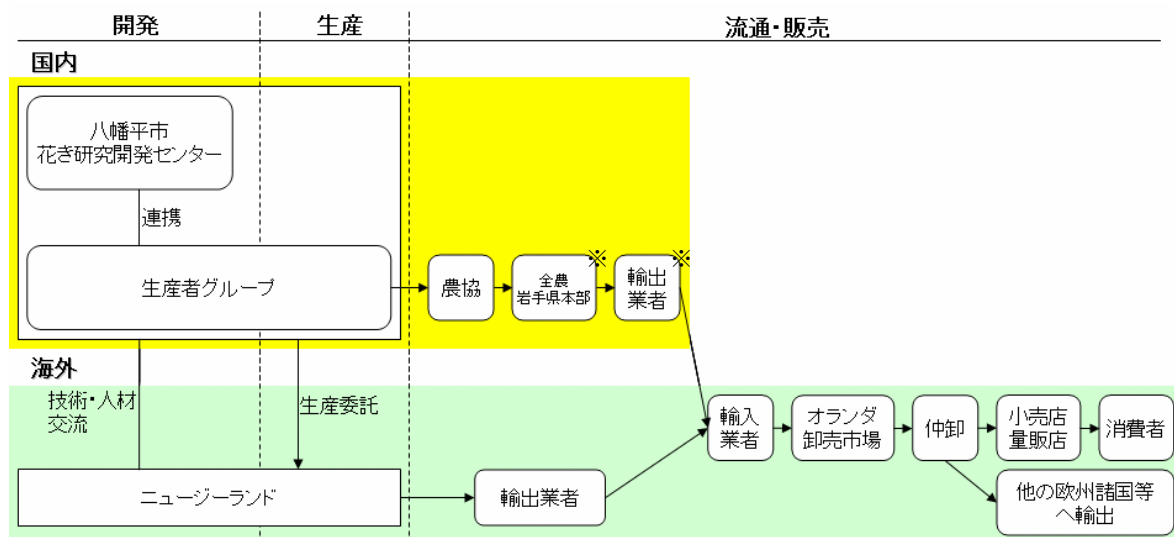 開発
生産
流通・販売
国内
八幡平市
花き研究開発センター
連携
生産者グループ
農協
※
全農
岩手県本部
※
輸出
業者
海外
技術・人材
交流
生産委託
ニュージーランド
輸出業者
輸入
業者
オランダ
卸売市場
仲卸
小売店
量販店
消費者
他の欧州諸国等
へ輸出